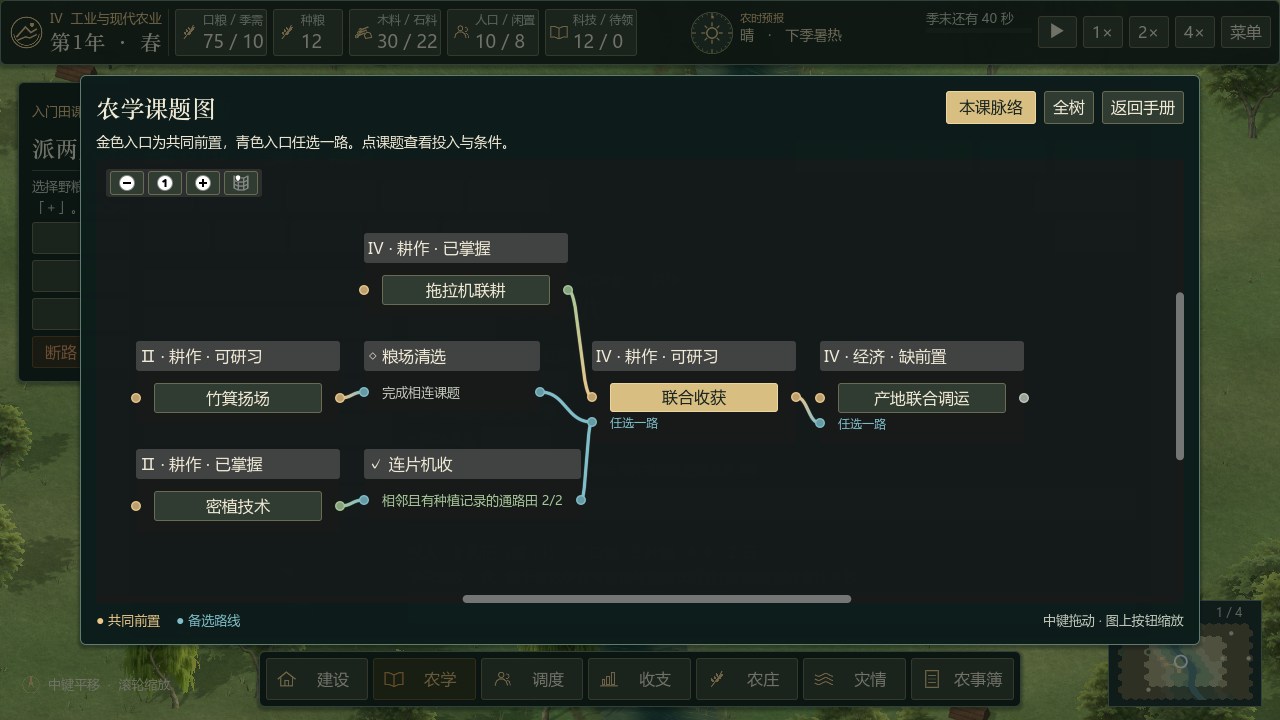 IV 工业与现代农业
第1年 · 春
口粮 / 季需
75 / 10
种粮
12
木料 / 石料
30 / 22
人口 / 闲置
10 / 8
科技 / 待领
12 / 0
农时预报
晴 · 下季暑热
季末还有 40 秒
1×
2×
4×
菜单
入门田课
派两
选择野粮
「+」。
断路
农学课题图
本课脉络
全树
返回手册
金色入口为共同前置，青色入口任选一路。点课题查看投入与条件。
1
IV · 耕作 · 已掌握
拖拉机联耕
II · 耕作 · 可研习
竹箕扬场
◇ 粮场清选
完成相连课题
IV · 耕作 · 可研习
联合收获
任选一路
IV · 经济 · 缺前置
产地联合调运
任选一路
II · 耕作 · 已掌握
密植技术
✓ 连片机收
相邻且有种植记录的通路田 2/2
● 共同前置
● 备选路线
中键拖动 · 图上按钮缩放
1 / 4
中键平移 · 滚轮缩放
建设
农学
调度
收支
农庄
灾情
农事簿